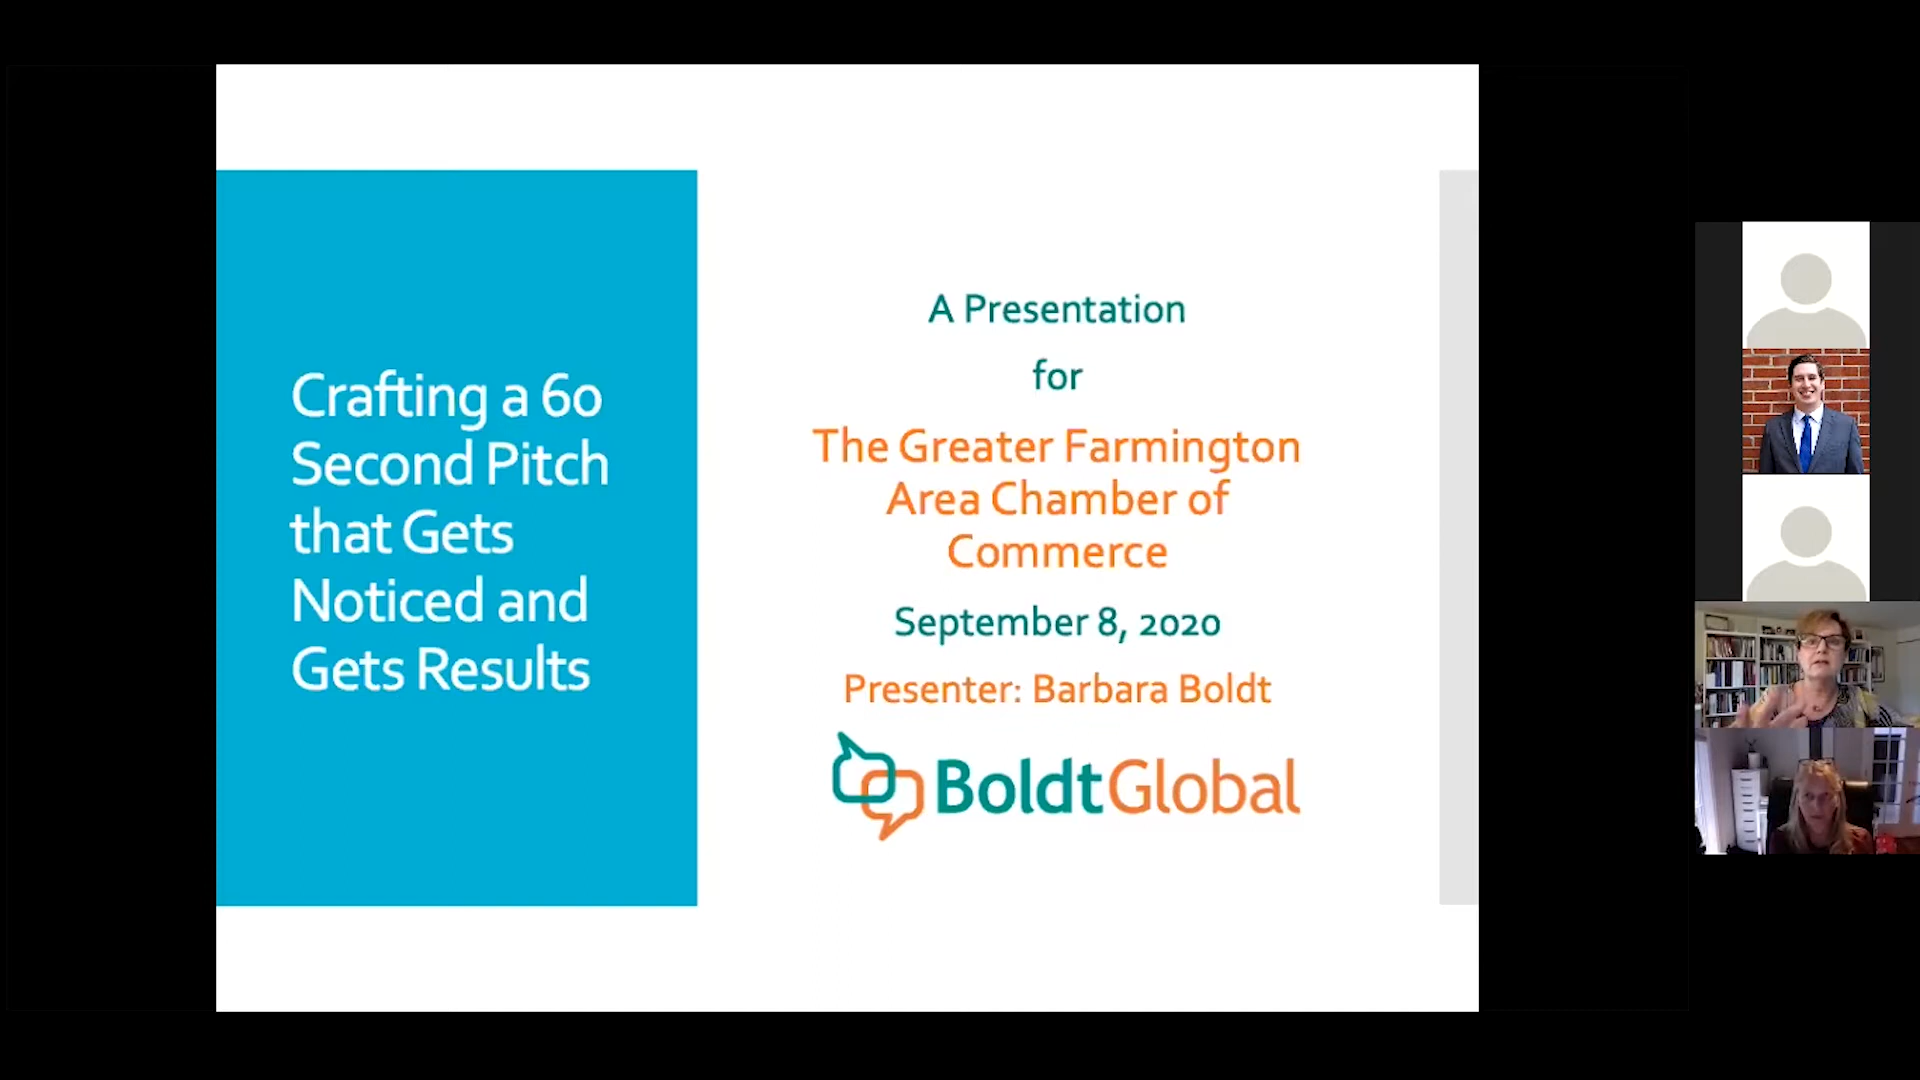 Crafting a 60
Second Pitch
that Gets
Noticed and
Gets Results
A Presentation
for
The Greater Farmington
Area Chamber of
Commerce
September 8, 2020
Presenter: Barbara Boldt
BoldtGlobal